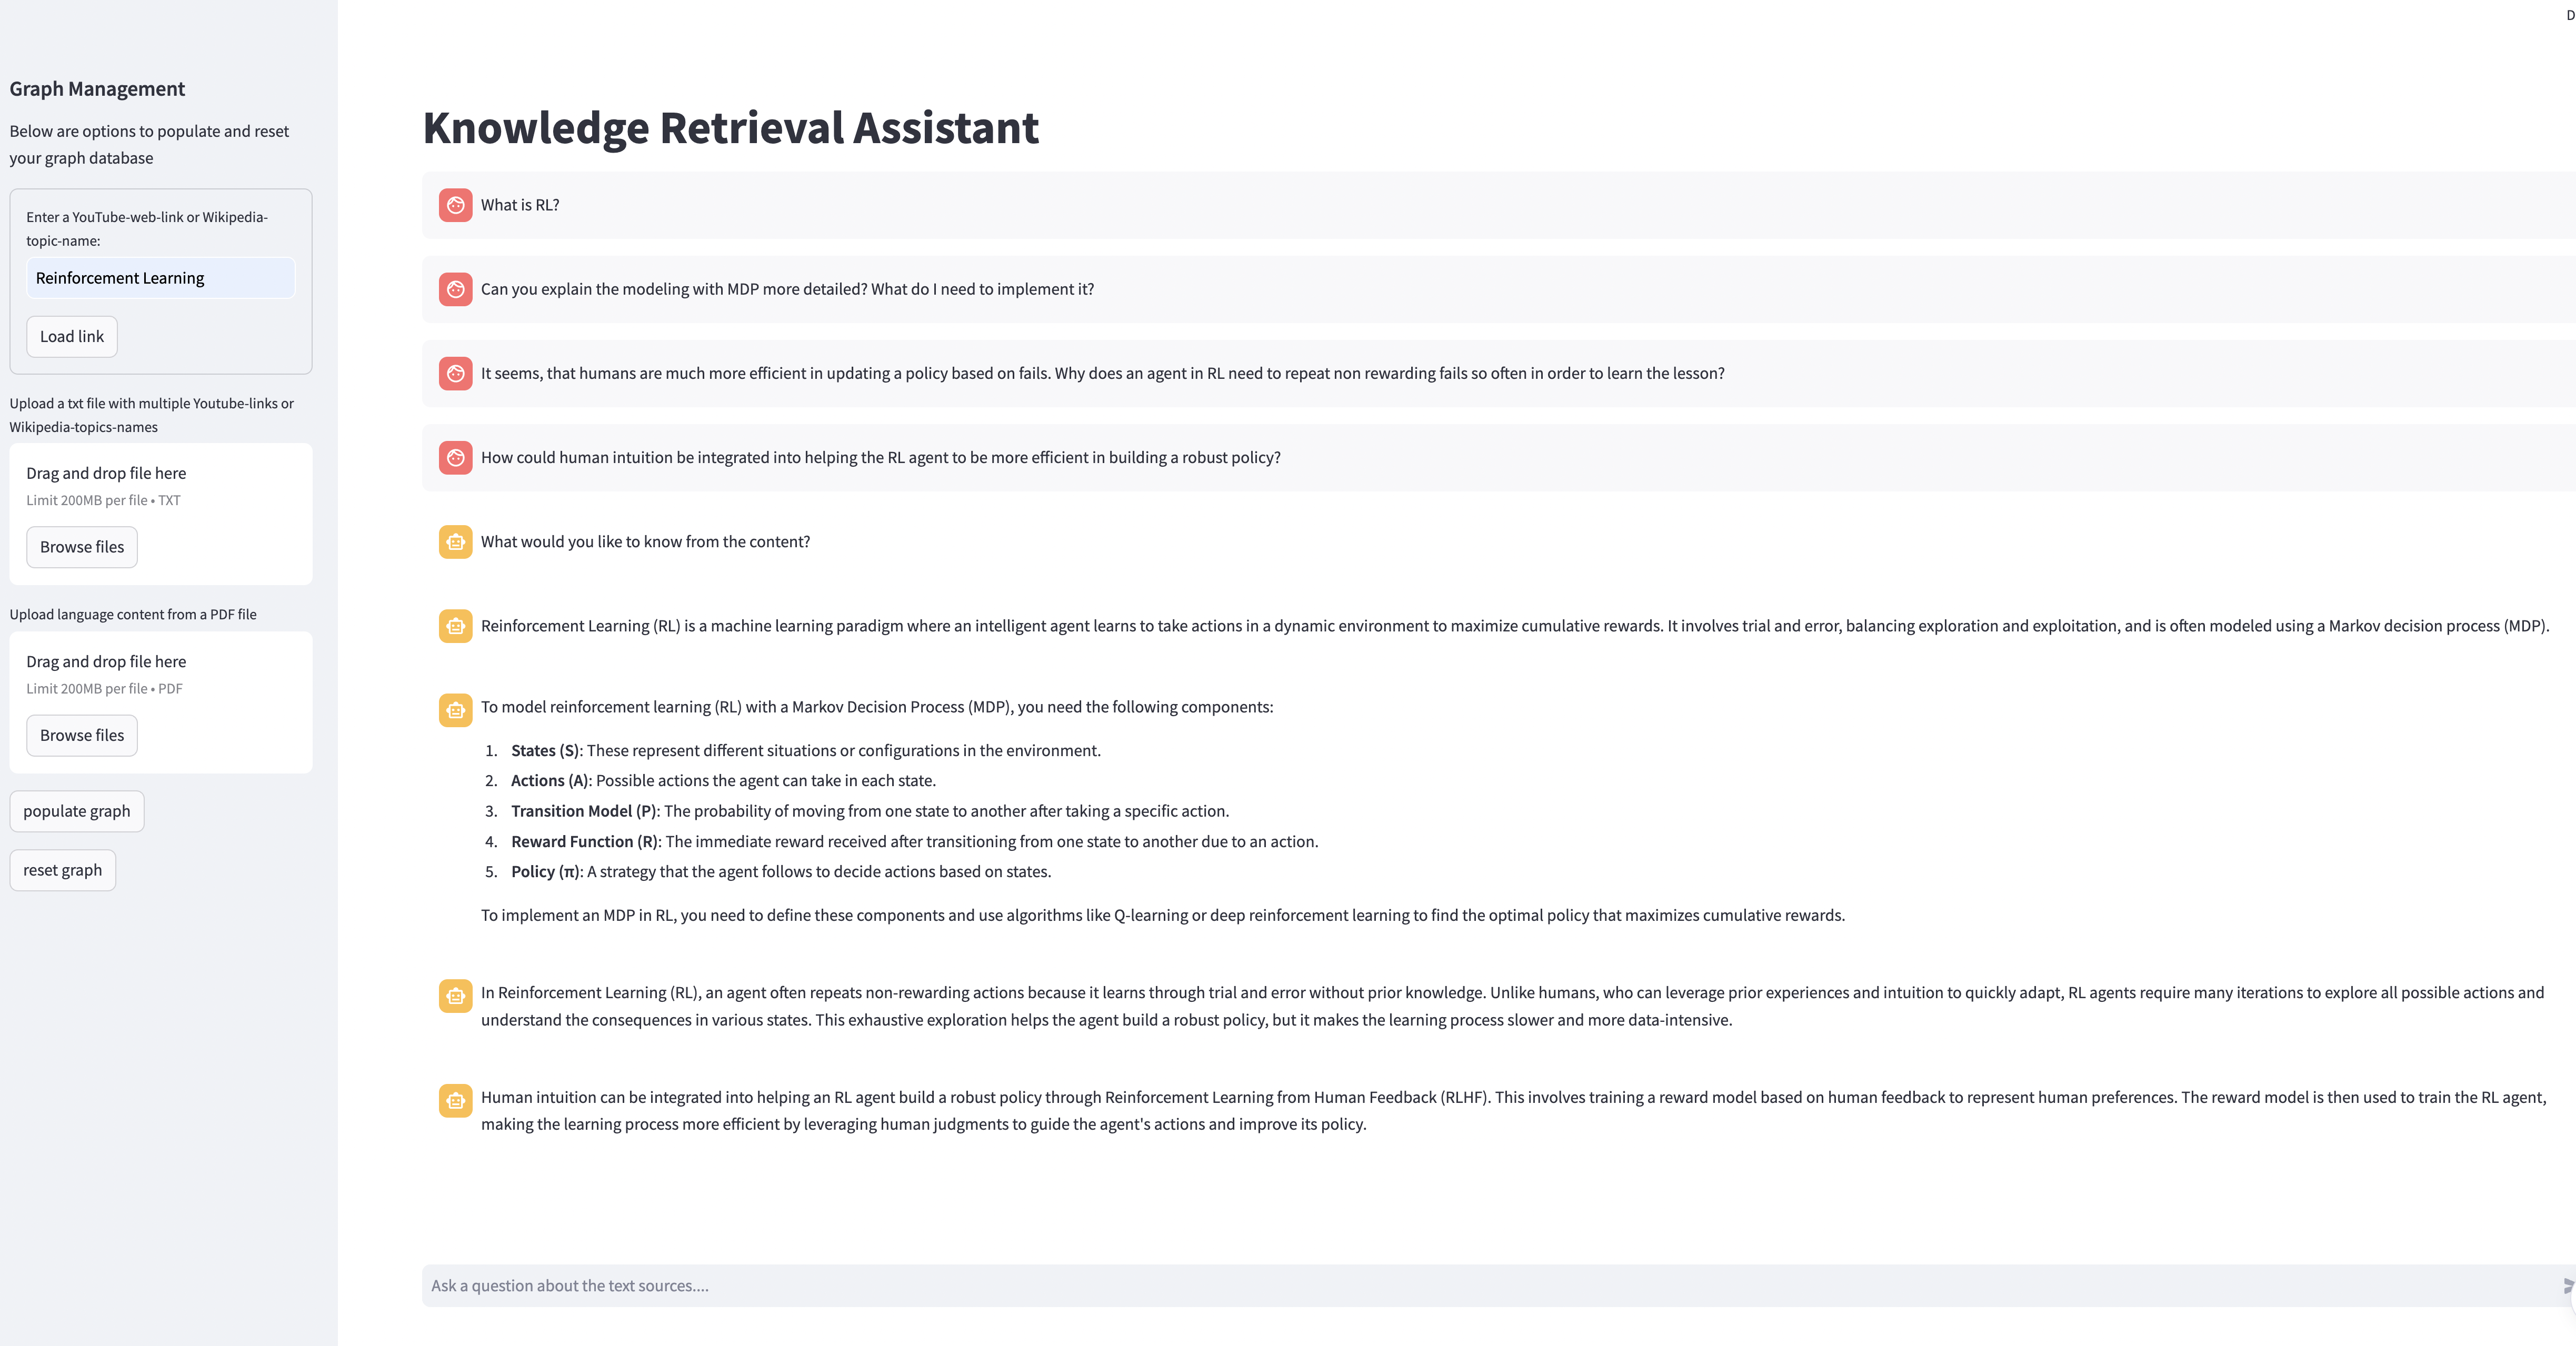 D
Graph Management
Below are options to populate and reset
your graph database
Enter a YouTube-web-link or Wikipedia-
topic-name:
Reinforcement Learning
Load link
Upload a txt file with multiple Youtube-links or
Wikipedia-topics-names
Drag and drop file here
Limit 200MB per file • TXT
Browse files
Upload language content from a PDF file
Drag and drop file here
Limit 200MB per file • PDF
Browse files
populate graph
reset graph
Knowledge Retrieval Assistant
What is RL?
Can you explain the modeling with MDP more detailed? What do I need to implement it?
It seems, that humans are much more efficient in updating a policy based on fails. Why does an agent in RL need to repeat non rewarding fails so often in order to learn the lesson?
How could human intuition be integrated into helping the RL agent to be more efficient in building a robust policy?
What would you like to know from the content?
Reinforcement Learning (RL) is a machine learning paradigm where an intelligent agent learns to take actions in a dynamic environment to maximize cumulative rewards. It involves trial and error, balancing exploration and exploitation, and is often modeled using a Markov decision process (MDP).
To model reinforcement learning (RL) with a Markov Decision Process (MDP), you need the following components:
1. States (S): These represent different situations or configurations in the environment.
2. Actions (A): Possible actions the agent can take in each state.
3. Transition Model (P): The probability of moving from one state to another after taking a specific action.
4. Reward Function (R): The immediate reward received after transitioning from one state to another due to an action.
5. Policy (π): A strategy that the agent follows to decide actions based on states.
To implement an MDP in RL, you need to define these components and use algorithms like Q-learning or deep reinforcement learning to find the optimal policy that maximizes cumulative rewards.
In Reinforcement Learning (RL), an agent often repeats non-rewarding actions because it learns through trial and error without prior knowledge. Unlike humans, who can leverage prior experiences and intuition to quickly adapt, RL agents require many iterations to explore all possible actions and
understand the consequences in various states. This exhaustive exploration helps the agent build a robust policy, but it makes the learning process slower and more data-intensive.
Human intuition can be integrated into helping an RL agent build a robust policy through Reinforcement Learning from Human Feedback (RLHF). This involves training a reward model based on human feedback to represent human preferences. The reward model is then used to train the RL agent,
making the learning process more efficient by leveraging human judgments to guide the agent's actions and improve its policy.
Ask a question about the text sources....